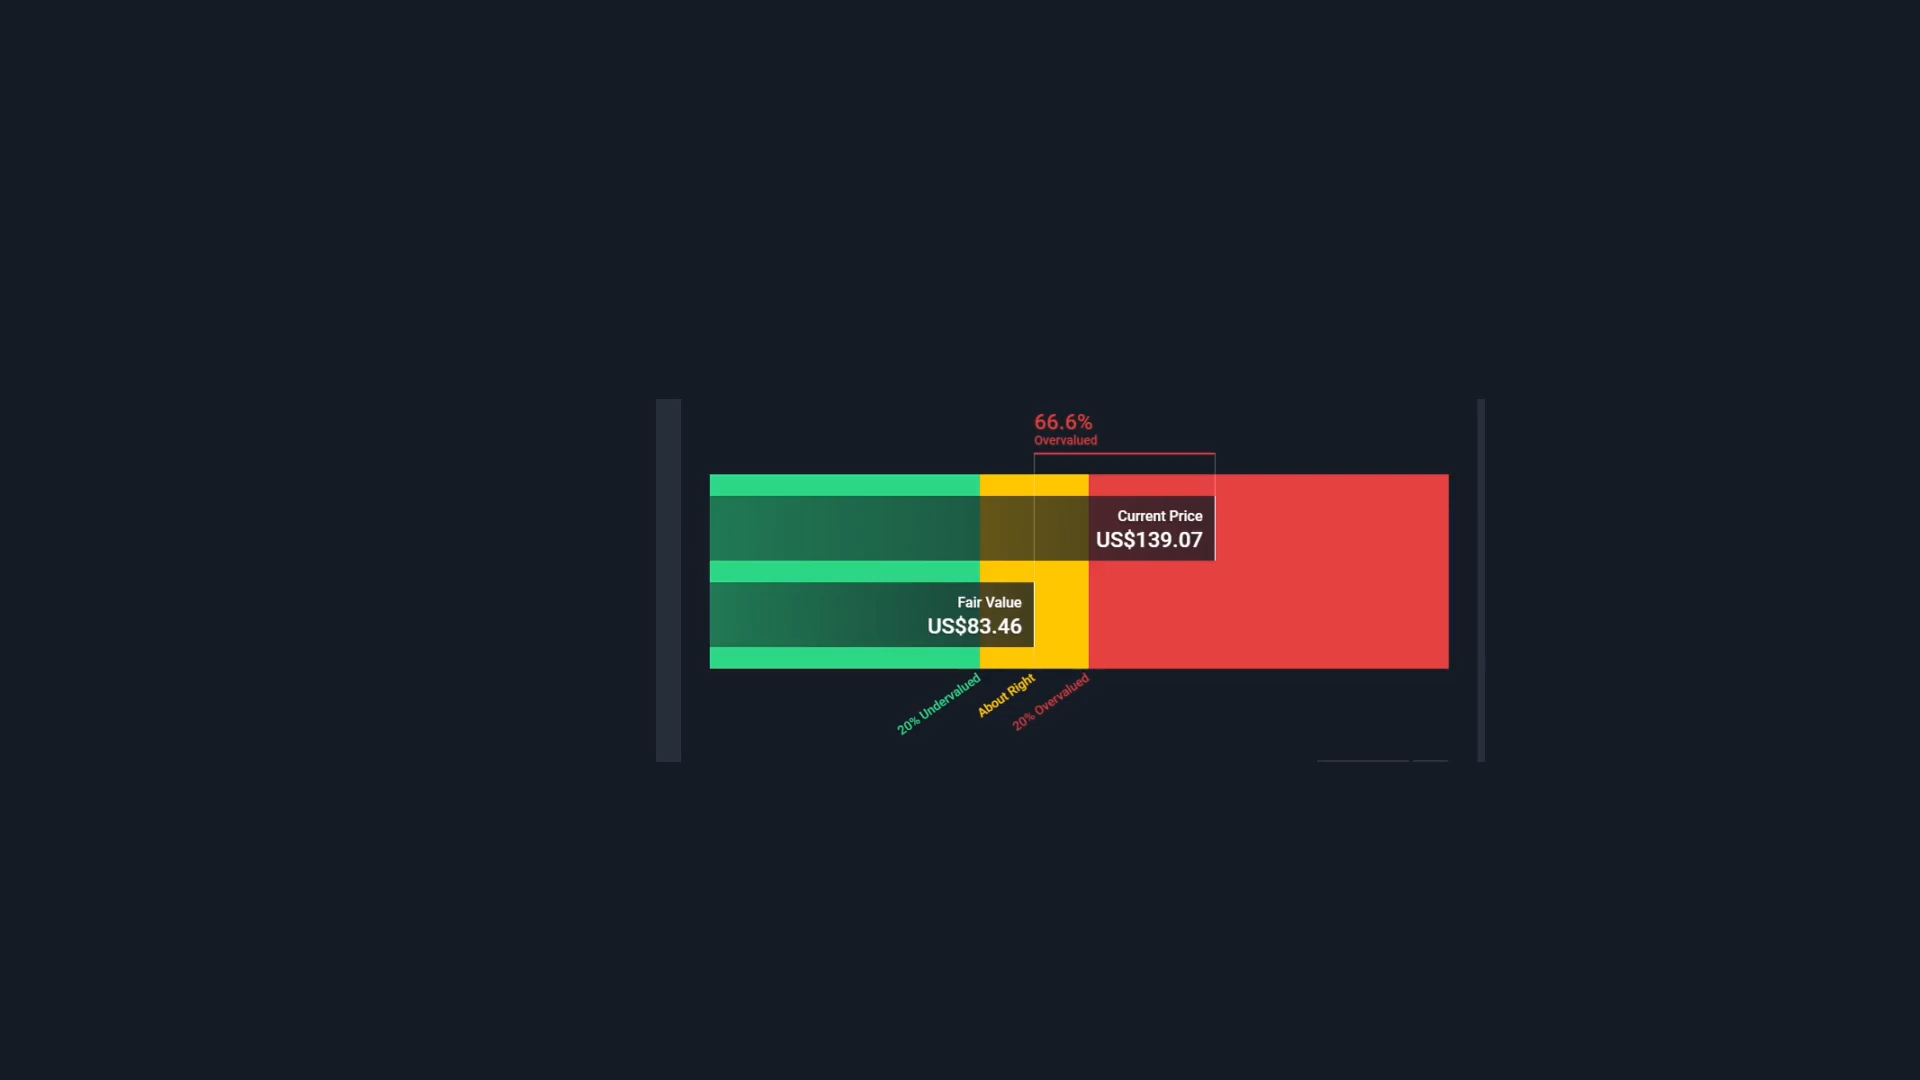 66.6%
Overvalued
Current Price
US$139.07
Fair Value
US$83.46
20% Undervalued
About Right
20% Overvalued